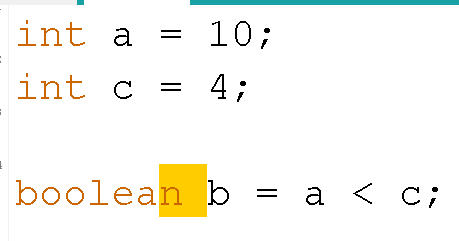 int a = 10;
int c = 4;
boolean b = a < c;